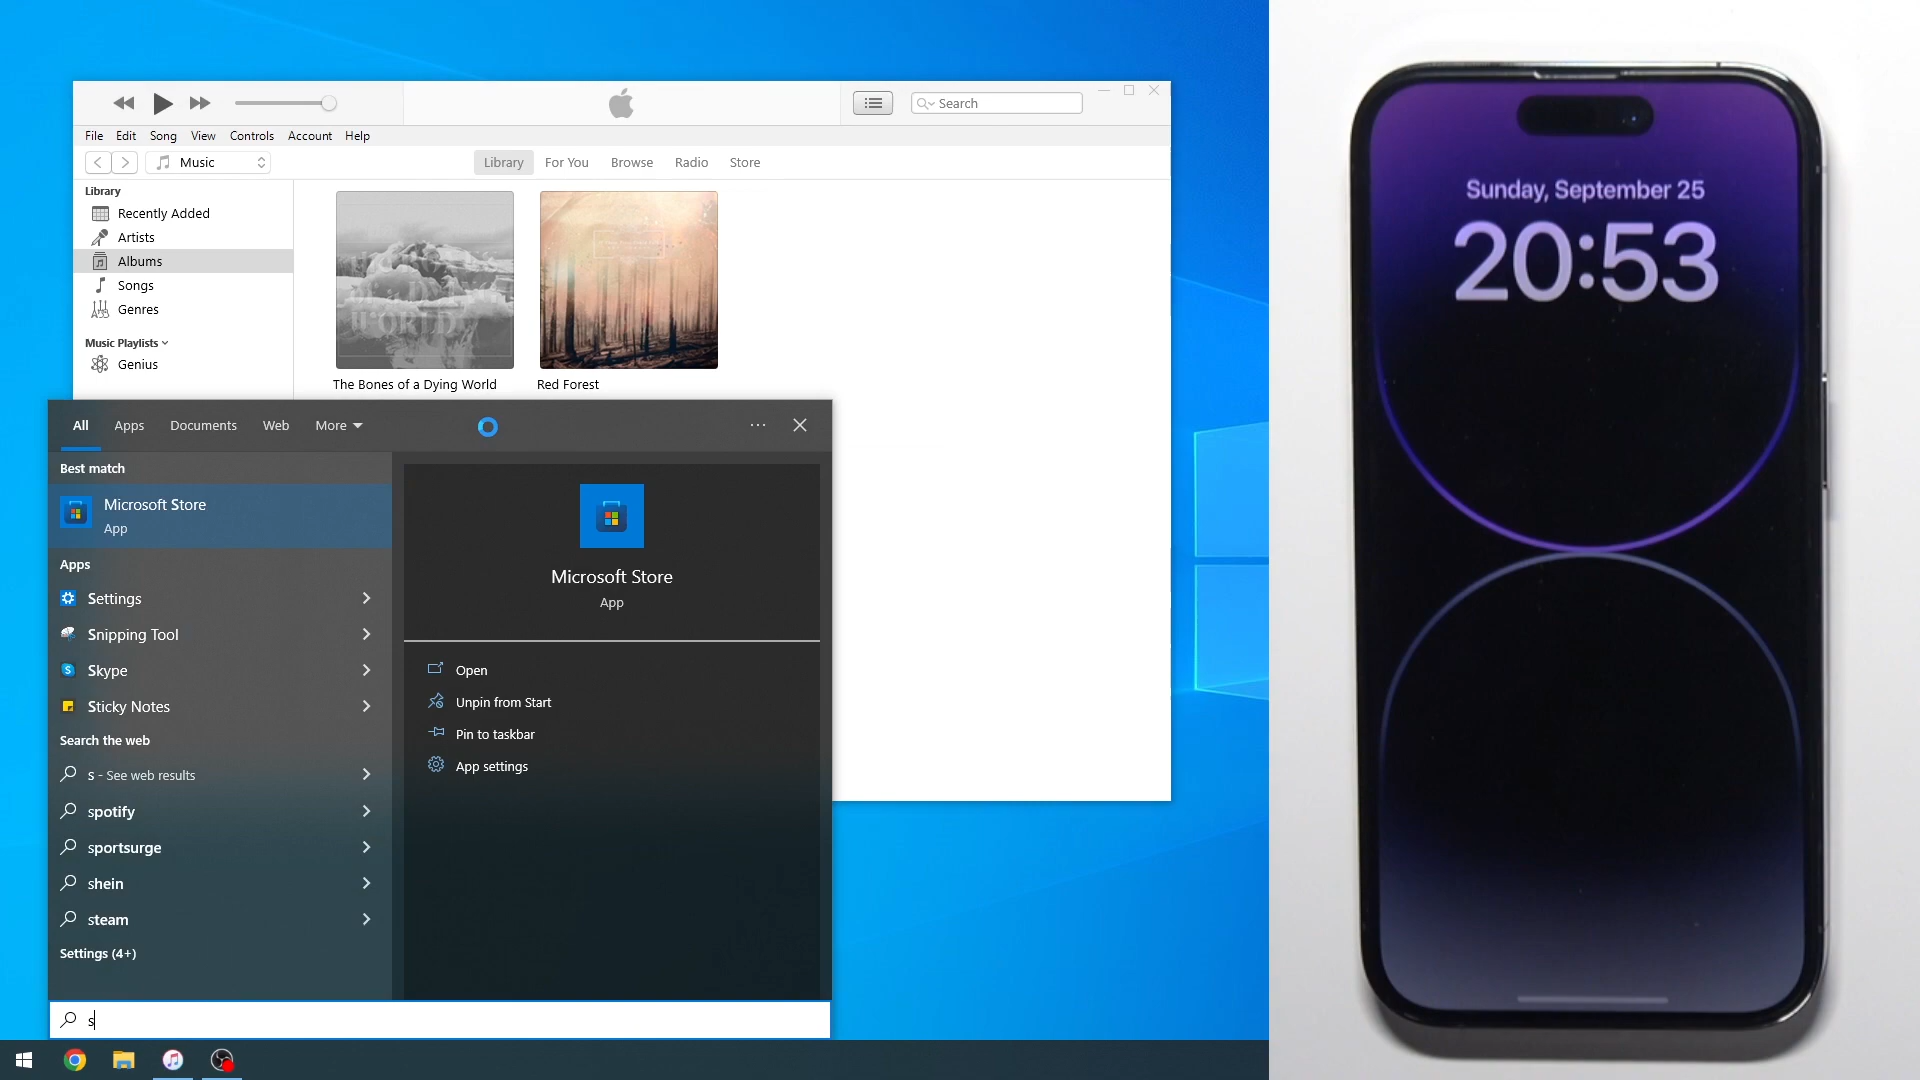 Search
File Edit Song View Controls Account Help
Music
Library For You Browse Radio Store
Library
Recently Added
Artists
Albums
Songs
Genres
Music Playlists
Genius
WORLD
The Bones of a Dying World
Red Forest
All Apps Documents Web More
Best match
Microsoft Store
App
Apps
Settings
Snipping Tool
Skype
Sticky Notes
Search the web
s - See web results
spotify
sportsurge
shein
steam
Settings (4+)
s
Microsoft Store
App
Open
Unpin from Start
Pin to taskbar
App settings
Sunday, September 25
20:53